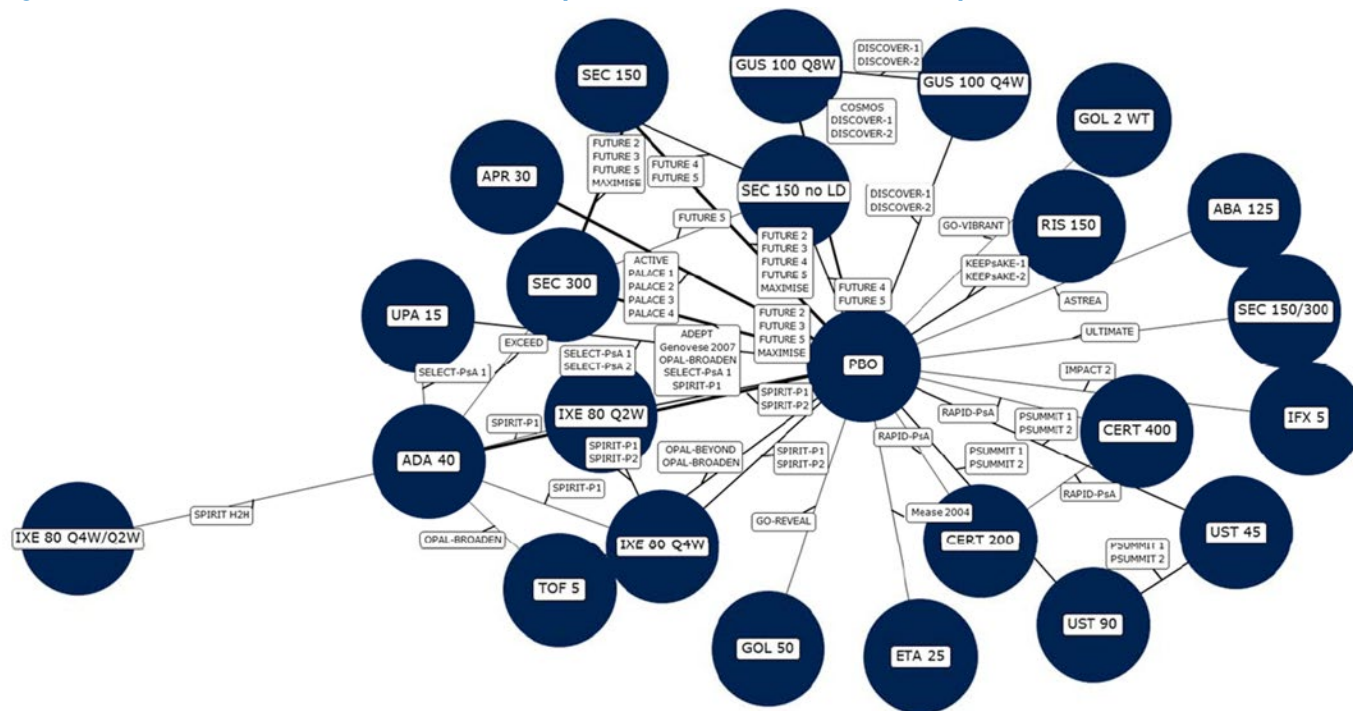 SEC 150
GUS 100 Q8W
DISCOVER-1
DISCOVER-2
GUS 100 Q4W
COSMOS
DISCOVER-1
DISCOVER-2
GOL 2 WT
APR 30
FUTURE 2
FUTURE 3
FUTURE 5
MAXIMISE
FUTURE 4
FUTURE 5
SEC 150 no LD
DISCOVER-1
DISCOVER-2
ABA 125
FUTURE 5
GO-VIBRANT
RIS 150
FUTURE 2
FUTURE 3
FUTURE 4
FUTURE 5
MAXIMISE
KEEPsAKE-1
KEEPsAKE-2
ACTIVE
PALACE 1
PALACE 2
PALACE 3
PALACE 4
SEC 300
FUTURE 4
FUTURE 5
ASTREA
SEC 150/300
UPA 15
FUTURE 2
FUTURE 3
FUTURE 5
MAXIMISE
ULTIMATE
EXCEED
ADEPT
Genovese 2007
OPAL-BROADEN
SELECT-PsA 1
SPIRIT-P1
SELECT-PsA 1
SELECT-PsA 2
PBO
SELECT-PsA 1
IMPACT 2
SPIRIT-P1
SPIRIT-P2
IXE 80 Q2W
RAPID-PsA
PSUMMIT 1
PSUMMIT 2
IFX 5
SPIRIT-P1
CERT 400
RAPID-PsA
ADA 40
SPIRIT-P1
SPIRIT-P2
OPAL-BEYOND
OPAL-BROADEN
SPIRIT-P1
SPIRIT-P2
PSUMMIT 1
PSUMMIT 2
SPIRIT-P1
RAPID-PsA
SPIRIT H2H
Mease 2004
GO-REVEAL
IXE 80 Q4W/Q2W
OPAL-BROADEN
IXE 80 Q4W
CERT 200
UST 45
PSUMMIT 1
PSUMMIT 2
TOF 5
UST 90
GOL 50
ETA 25